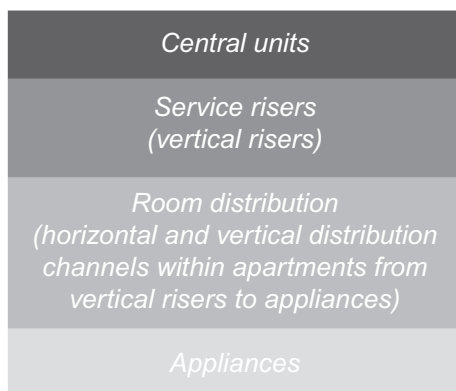 Central units
Service risers
(vertical risers)
Room distribution
(horizontal and vertical distribution
channels within apartments from
vertical risers to appliances)
Appliances